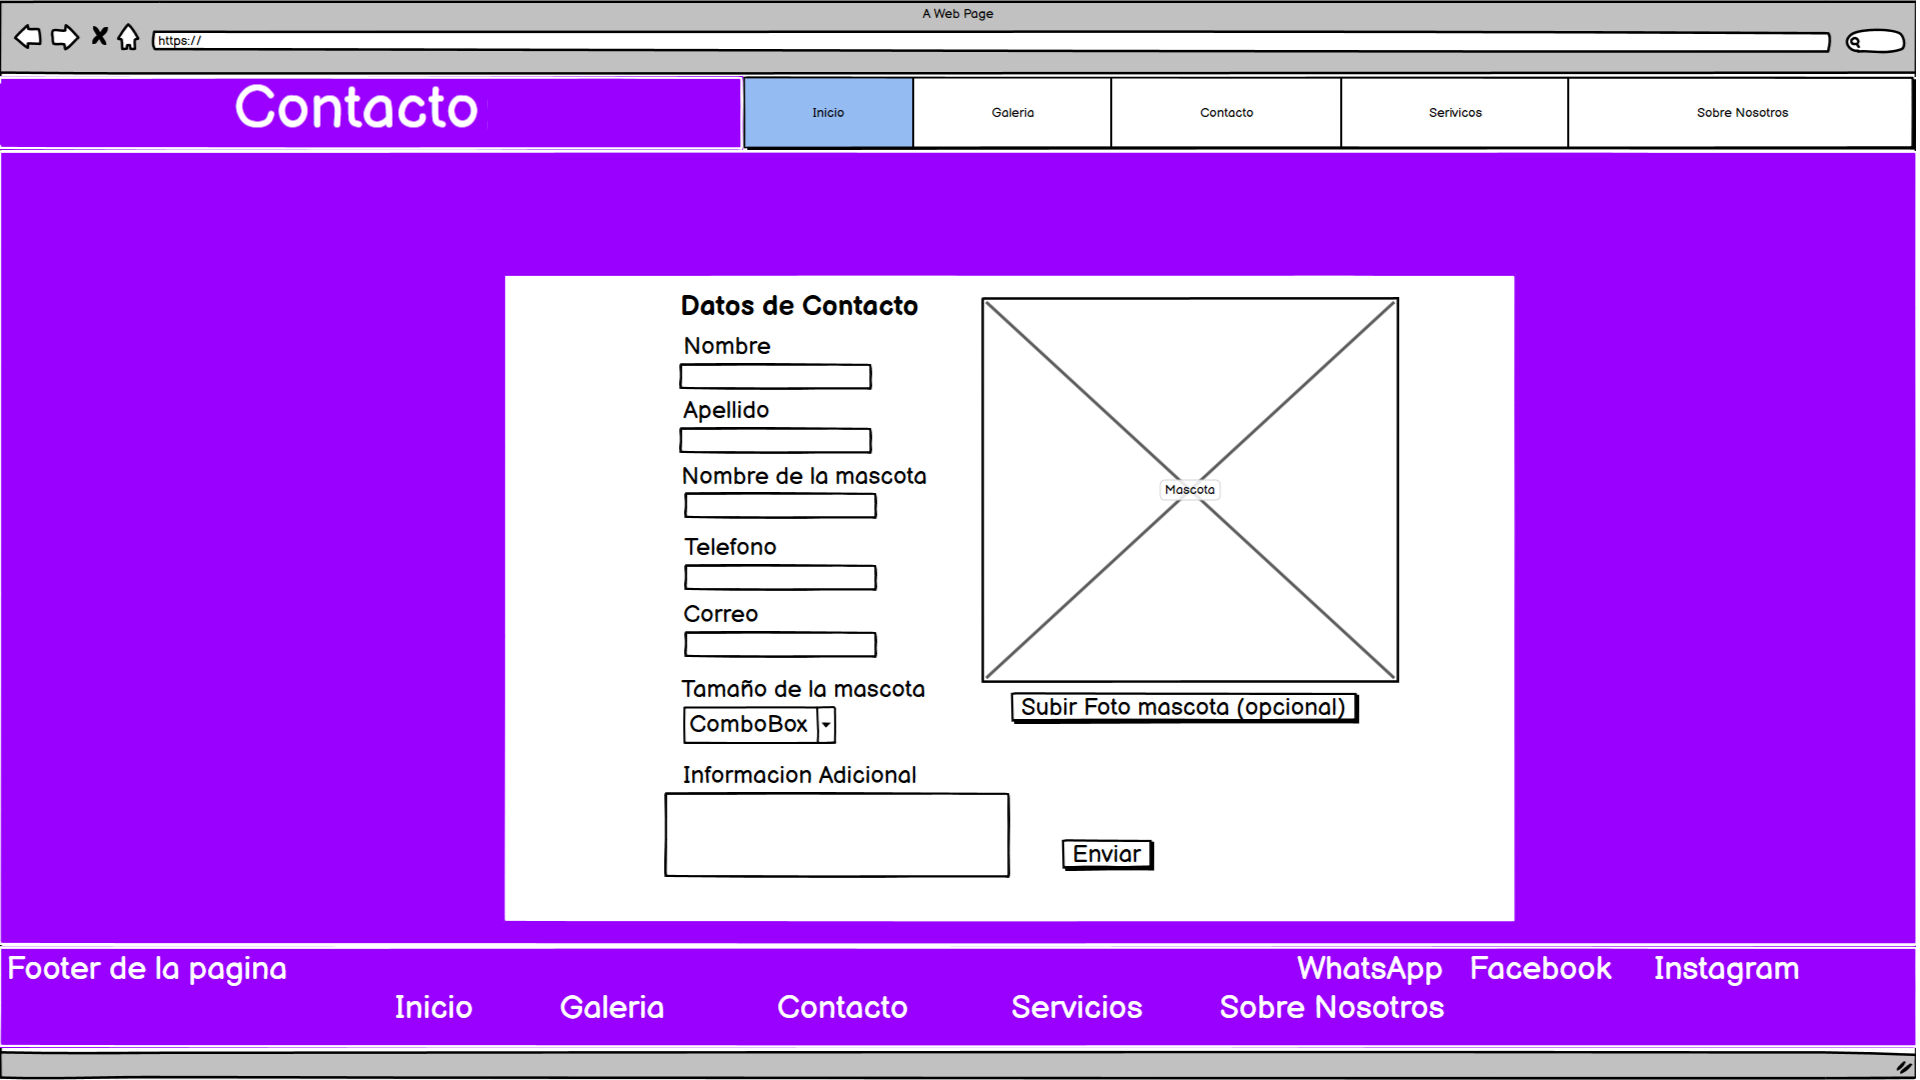 A Web Page
https://
Contacto
Inicio
Galeria
Contacto
Serivicos
Sobre Nosotros
Datos de Contacto
Nombre
Apellido
Nombre de la mascota
Telefono
Correo
Tamaño de la mascota
ComboBox
Informacion Adicional
Mascota
Subir Foto mascota (opcional)
Enviar
Footer de la pagina
WhatsApp Facebook Instagram
Inicio Galeria Contacto Servicios Sobre Nosotros